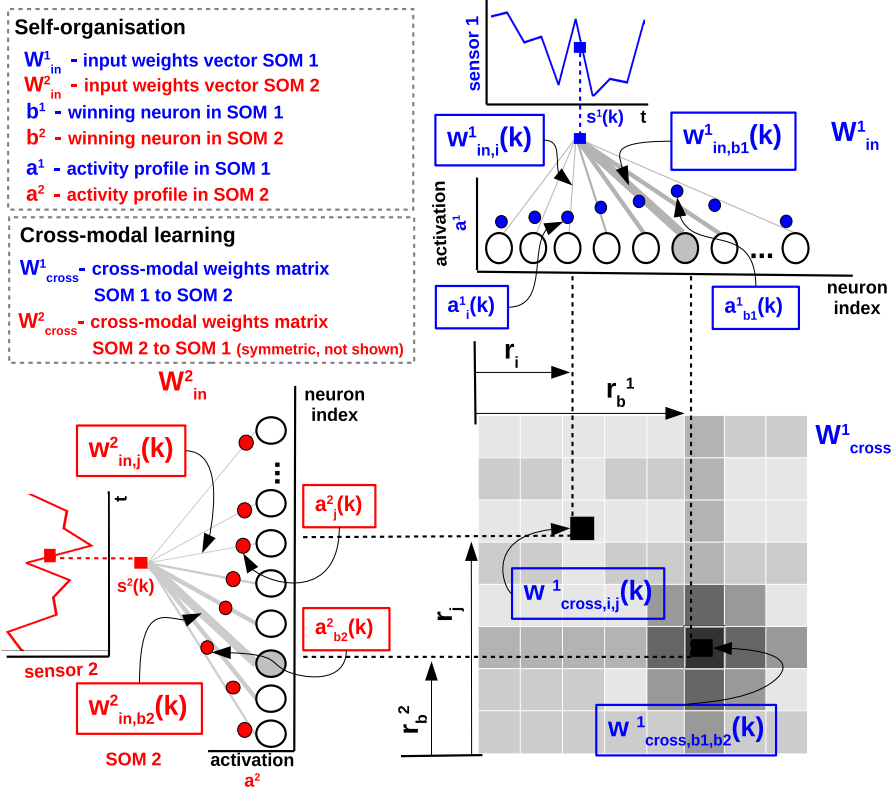 Self-organisation
W¹in - input weights vector SOM 1
W²in - input weights vector SOM 2
b¹ - winning neuron in SOM 1
b² - winning neuron in SOM 2
a¹ - activity profile in SOM 1
a² - activity profile in SOM 2
Cross-modal learning
W¹cross- cross-modal weights matrix
SOM 1 to SOM 2
W²cross- cross-modal weights matrix
SOM 2 to SOM 1 (symmetric, not shown)
sensor 1
s¹(k)
t
w¹in,i(k)
w¹in,b1(k)
W¹in
activation
a¹
...
a¹i(k)
a¹b1(k)
neuron
index
W²in
neuron
index
w²in,j(k)
...
t
a²j(k)
s²(k)
a²b2(k)
sensor 2
w²in,b2(k)
SOM 2
activation
a²
ri
rb¹
W¹cross
w¹cross,i,j(k)
rj
rb²
w¹cross,b1,b2(k)